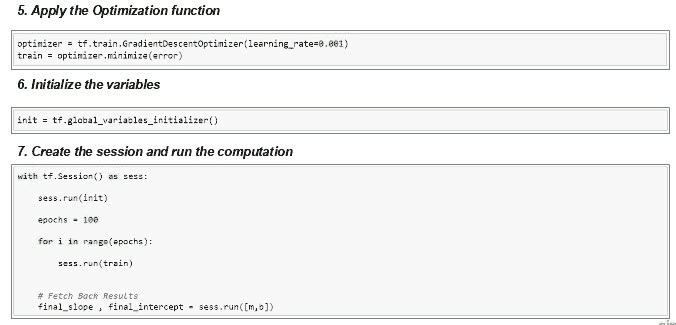 5. Apply the Optimization function
optimizer = tf.train.GradientDescentOptimizer(learning_rate=0.001)
train = optimizer.minimize(error)
6. Initialize the variables
init = tf.global_variables_initializer()
7. Create the session and run the computation
with tf.Session() as sess:
sess.run(init)
epochs = 100
for i in range(epochs):
sess.run(train)
# Fetch Back Results
final_slope , final_intercept = sess.run([m,b])